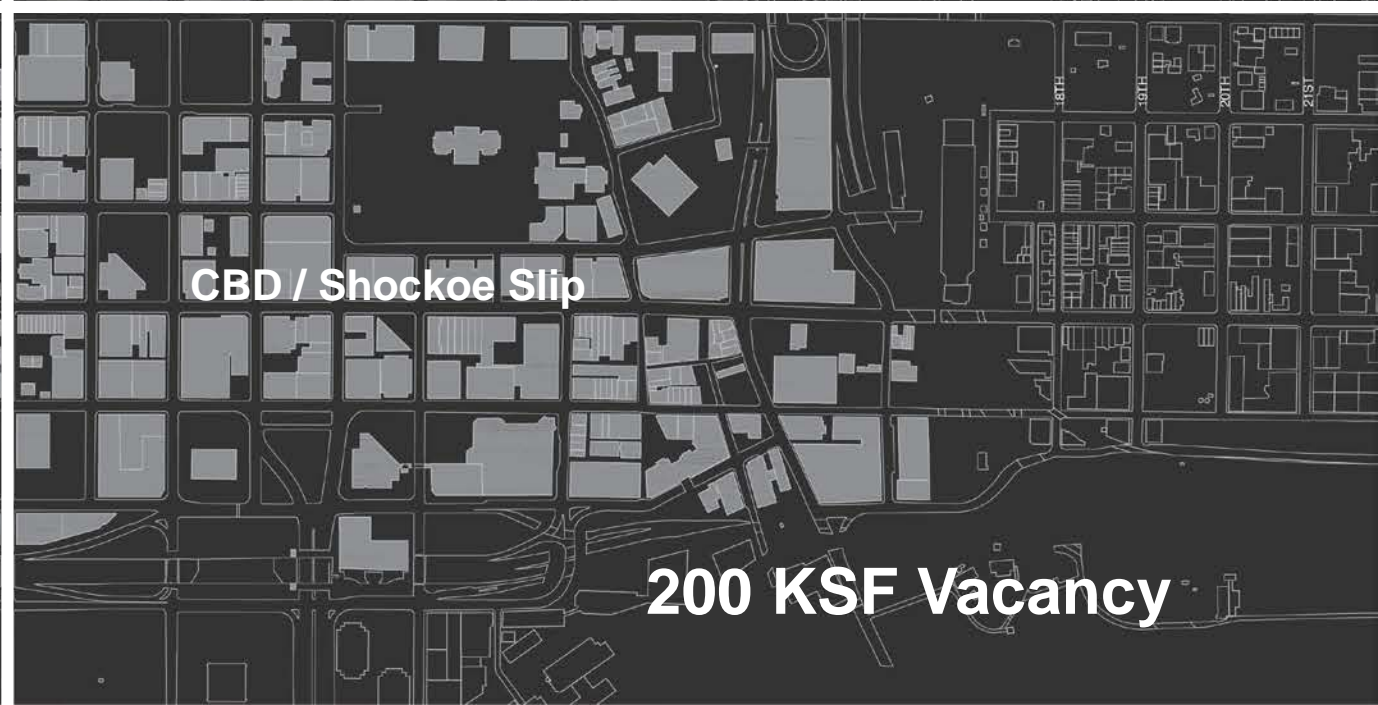 18TH
19TH
20TH
21ST
CBD / Shockoe Slip
200 KSF Vacancy